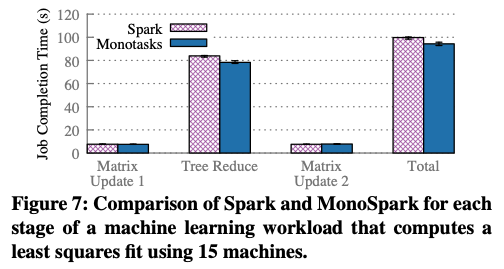 Job Completion Time (s)
120
100
80
60
40
20
0
Spark
Monotasks
Matrix
Update 1
Tree Reduce
Matrix
Update 2
Total
Figure 7: Comparison of Spark and MonoSpark for each
stage of a machine learning workload that computes a
least squares fit using 15 machines.